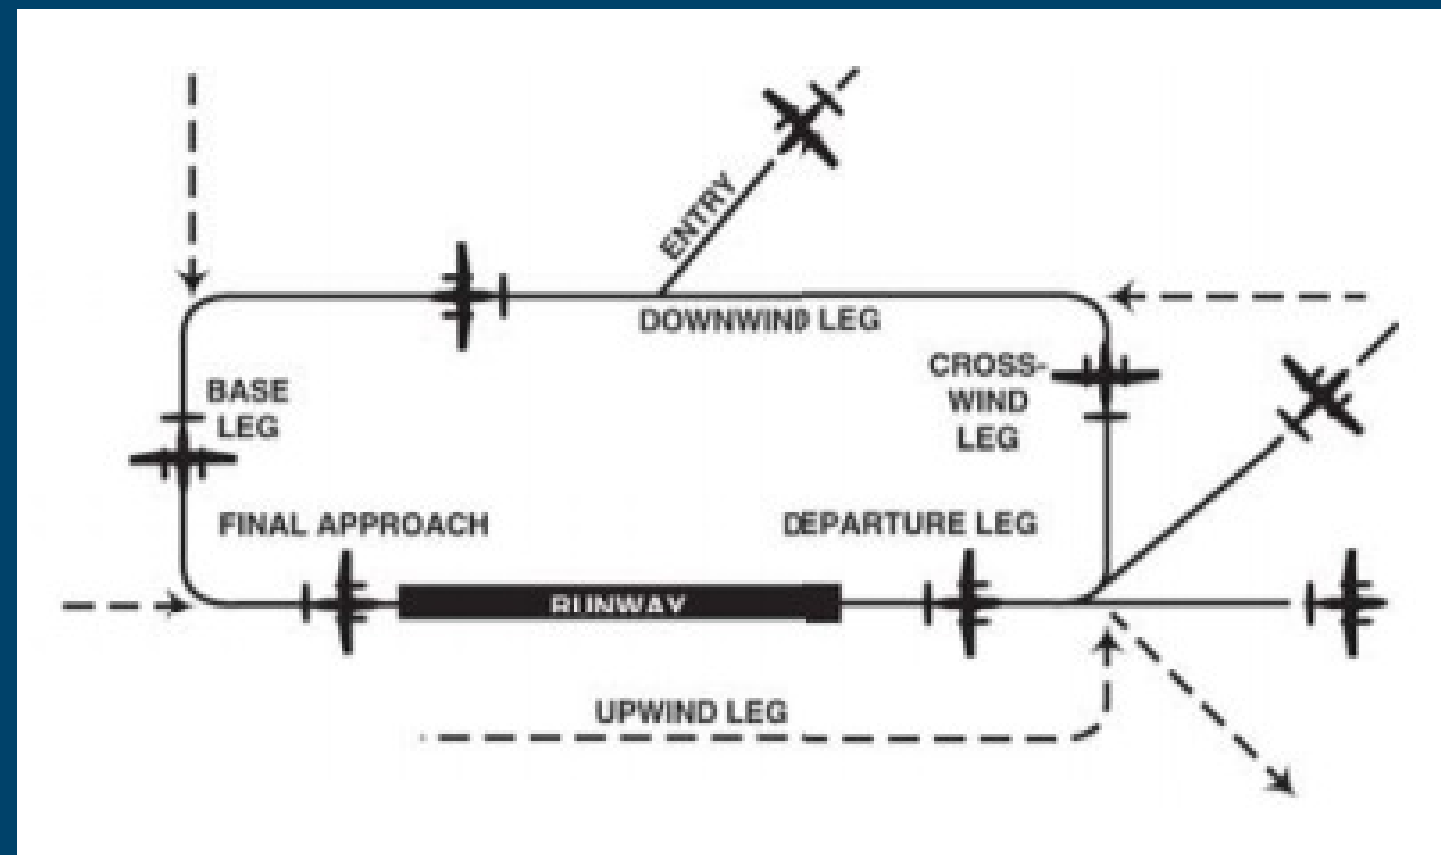 ENTRY
DOWNWIND LEG
CROSS-
WIND
LEG
BASE
LEG
FINAL APPROACH
DEPARTURE LEG
RUNWAY
UPWIND LEG